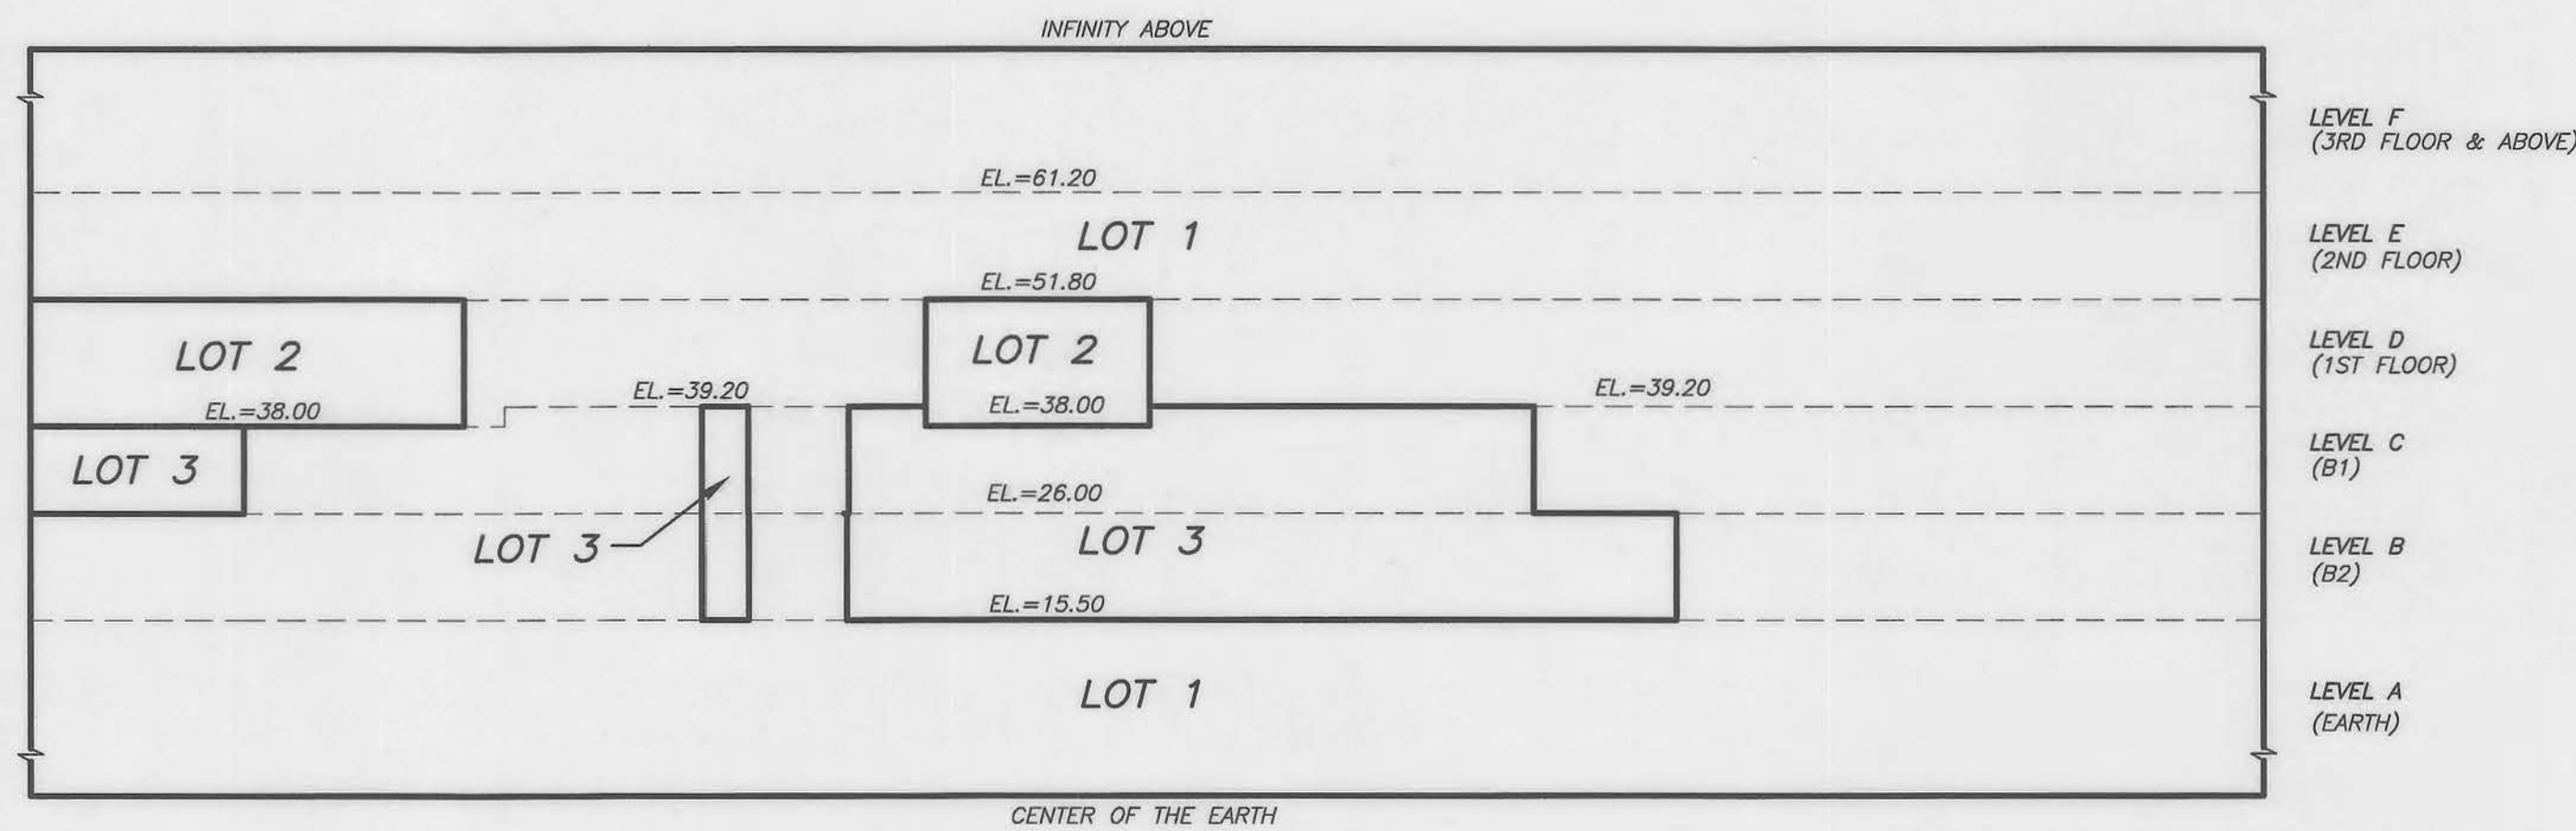 INFINITY ABOVE
LEVEL F
(3RD FLOOR & ABOVE)
EL.=61.20
LOT 1
LEVEL E
(2ND FLOOR)
EL.=51.80
LOT 2
LOT 2
LEVEL D
(1ST FLOOR)
EL.=39.20
EL.=39.20
EL.=38.00
EL.=38.00
LOT 3
LEVEL C
(B1)
EL.=26.00
LOT 3
LOT 3
LEVEL B
(B2)
EL.=15.50
LOT 1
LEVEL A
(EARTH)
CENTER OF THE EARTH